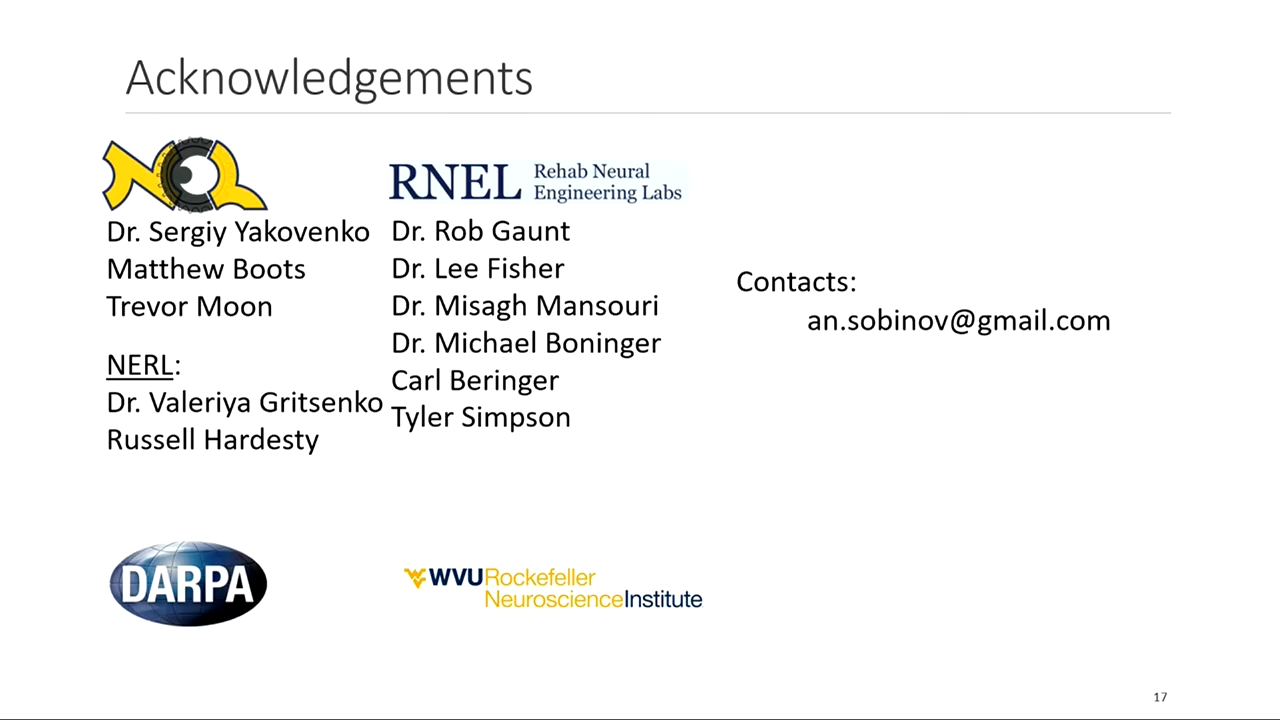 Acknowledgements
Dr. Sergiy Yakovenko
Matthew Boots
Trevor Moon
NERL:
Dr. Valeriya Gritsenko
Russell Hardesty
RNEL Rehab Neural
Engineering Labs
Dr. Rob Gaunt
Dr. Lee Fisher
Dr. Misagh Mansouri
Dr. Michael Boninger
Carl Beringer
Tyler Simpson
Contacts:
an.sobinov@gmail.com
DARPA
WVU Rockefeller
NeuroscienceInstitute
17